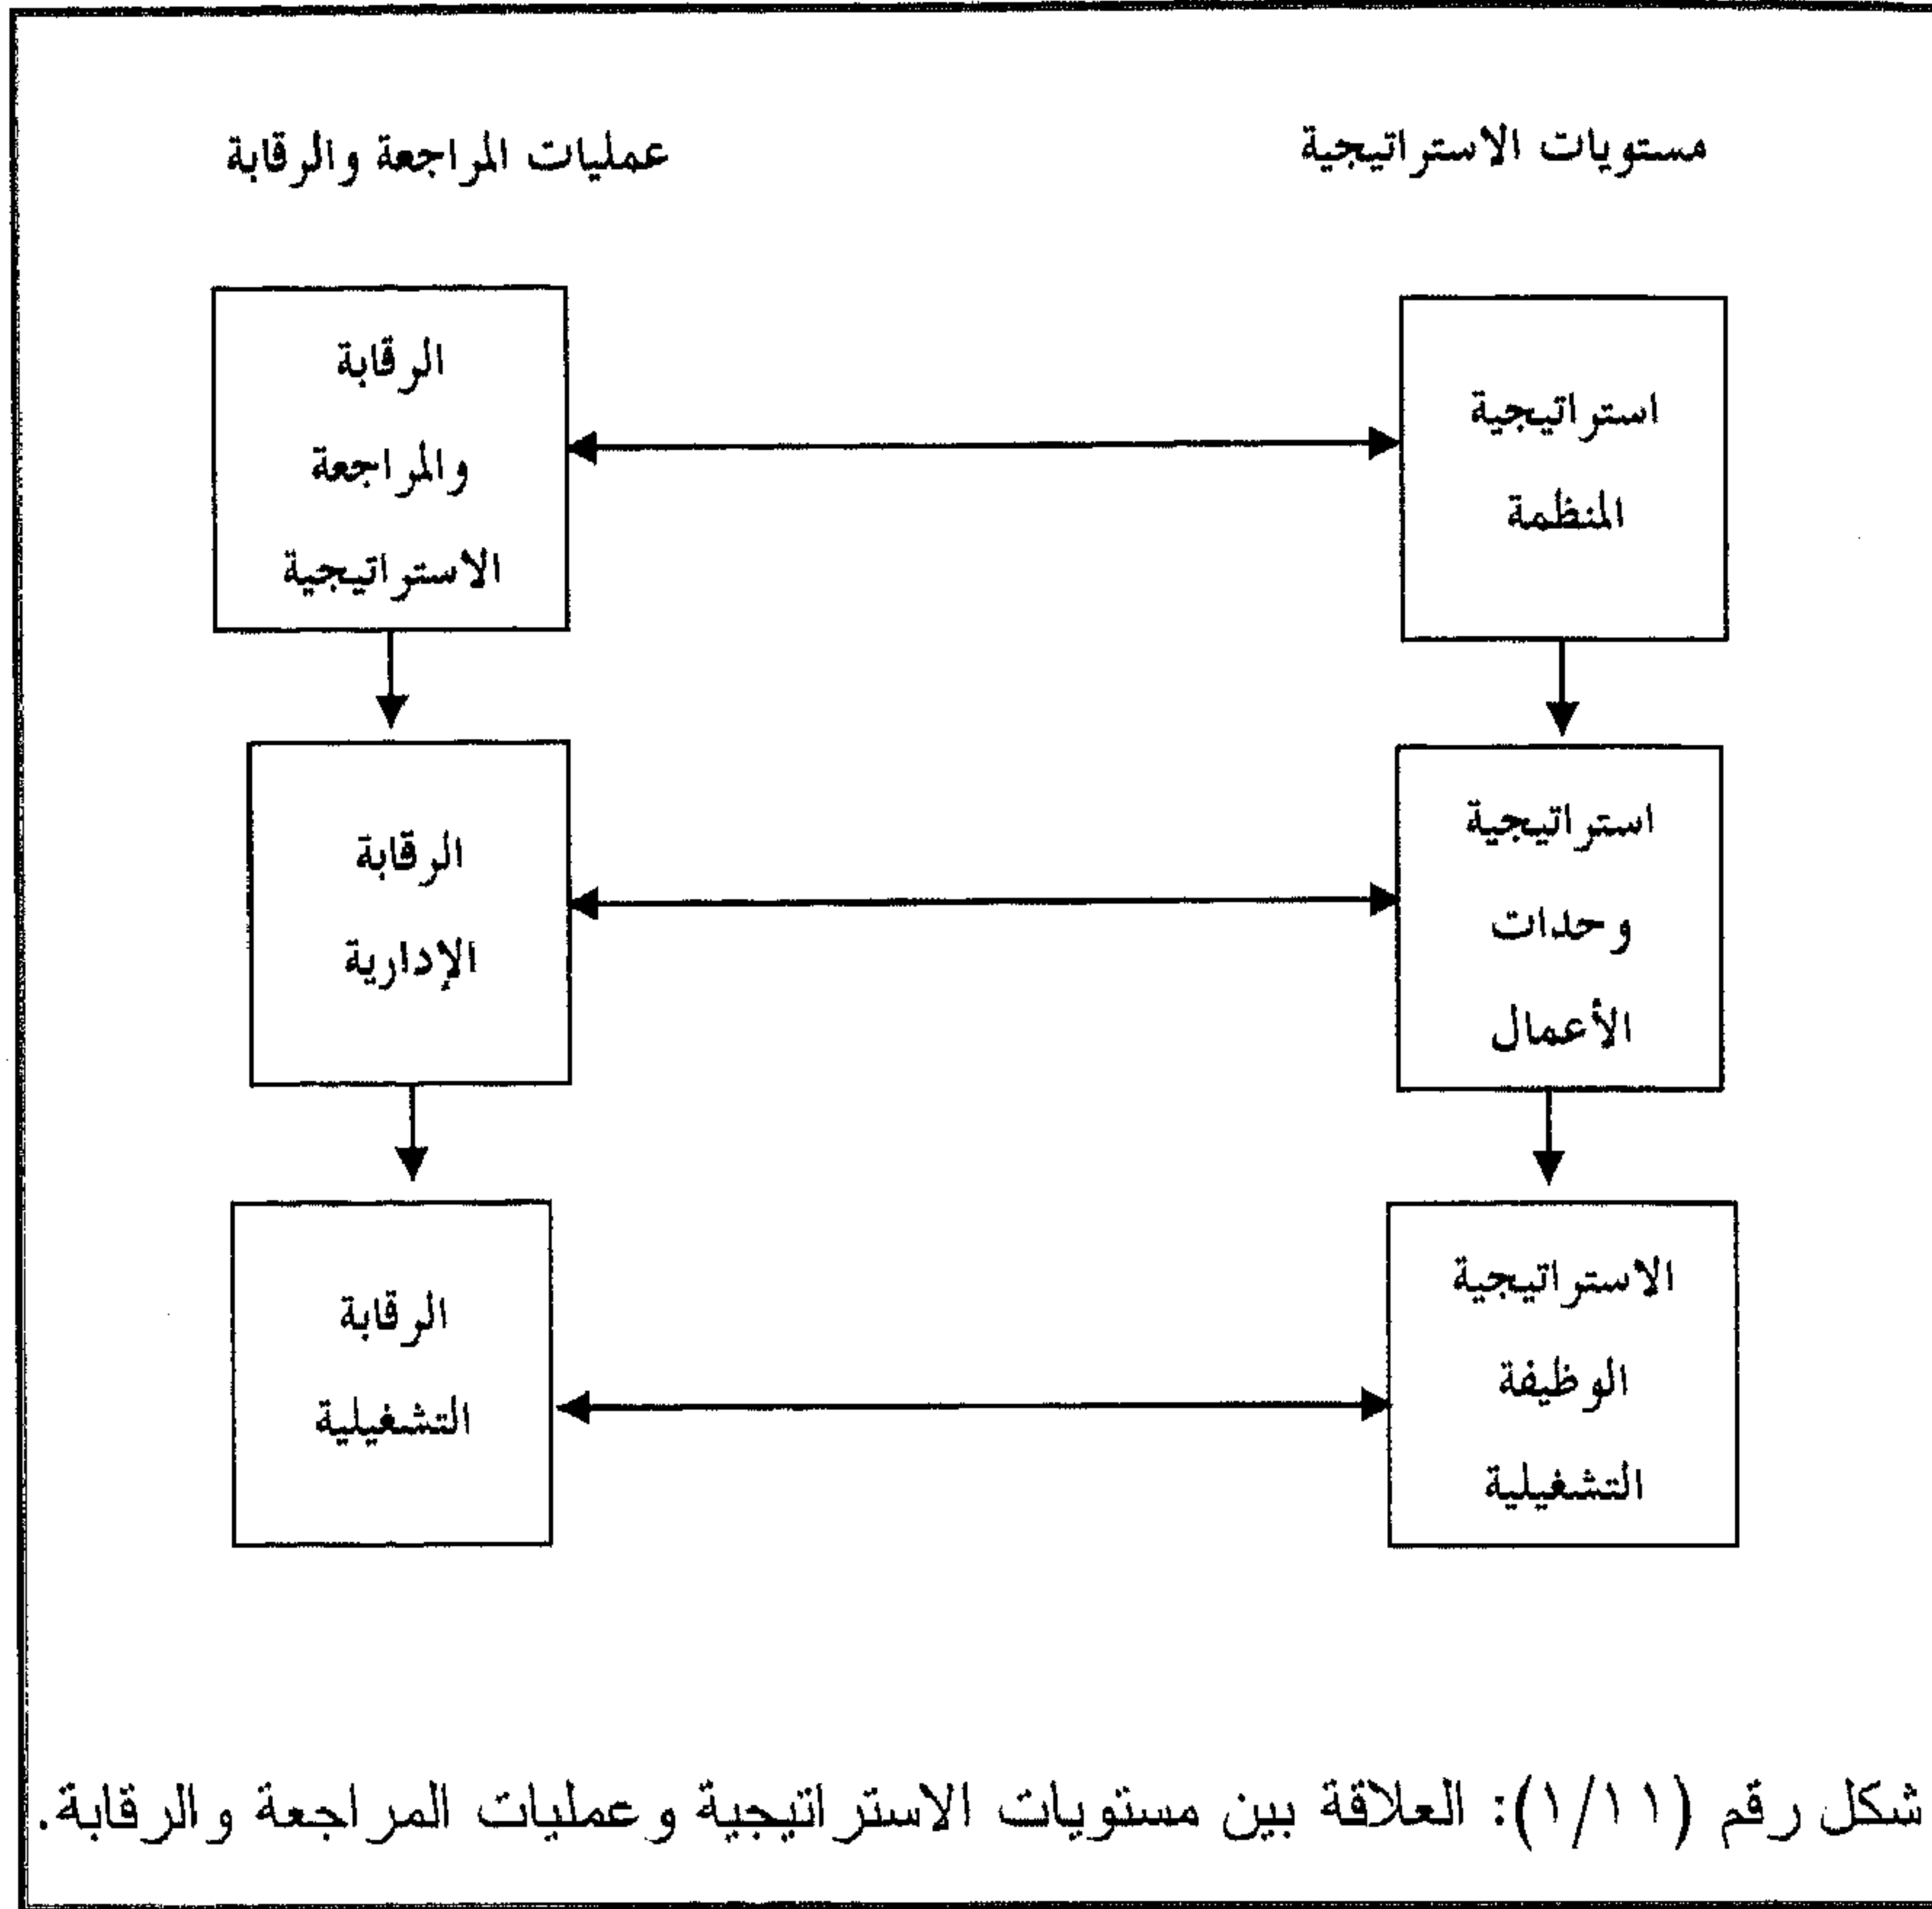 مستويات الاستراتيجية
عمليات المراجعة والرقابة
استراتيجية
المنظمة
الرقابة
والمراجعة
الاستراتيجية
استراتيجية
وحدات
الأعمال
الرقابة
الإدارية
الاستراتيجية
الوظيفة
التشغيلية
الرقابة
التشغيلية
شكل رقم (١/١١): العلاقة بين مستويات الاستراتيجية وعمليات المراجعة والرقابة.